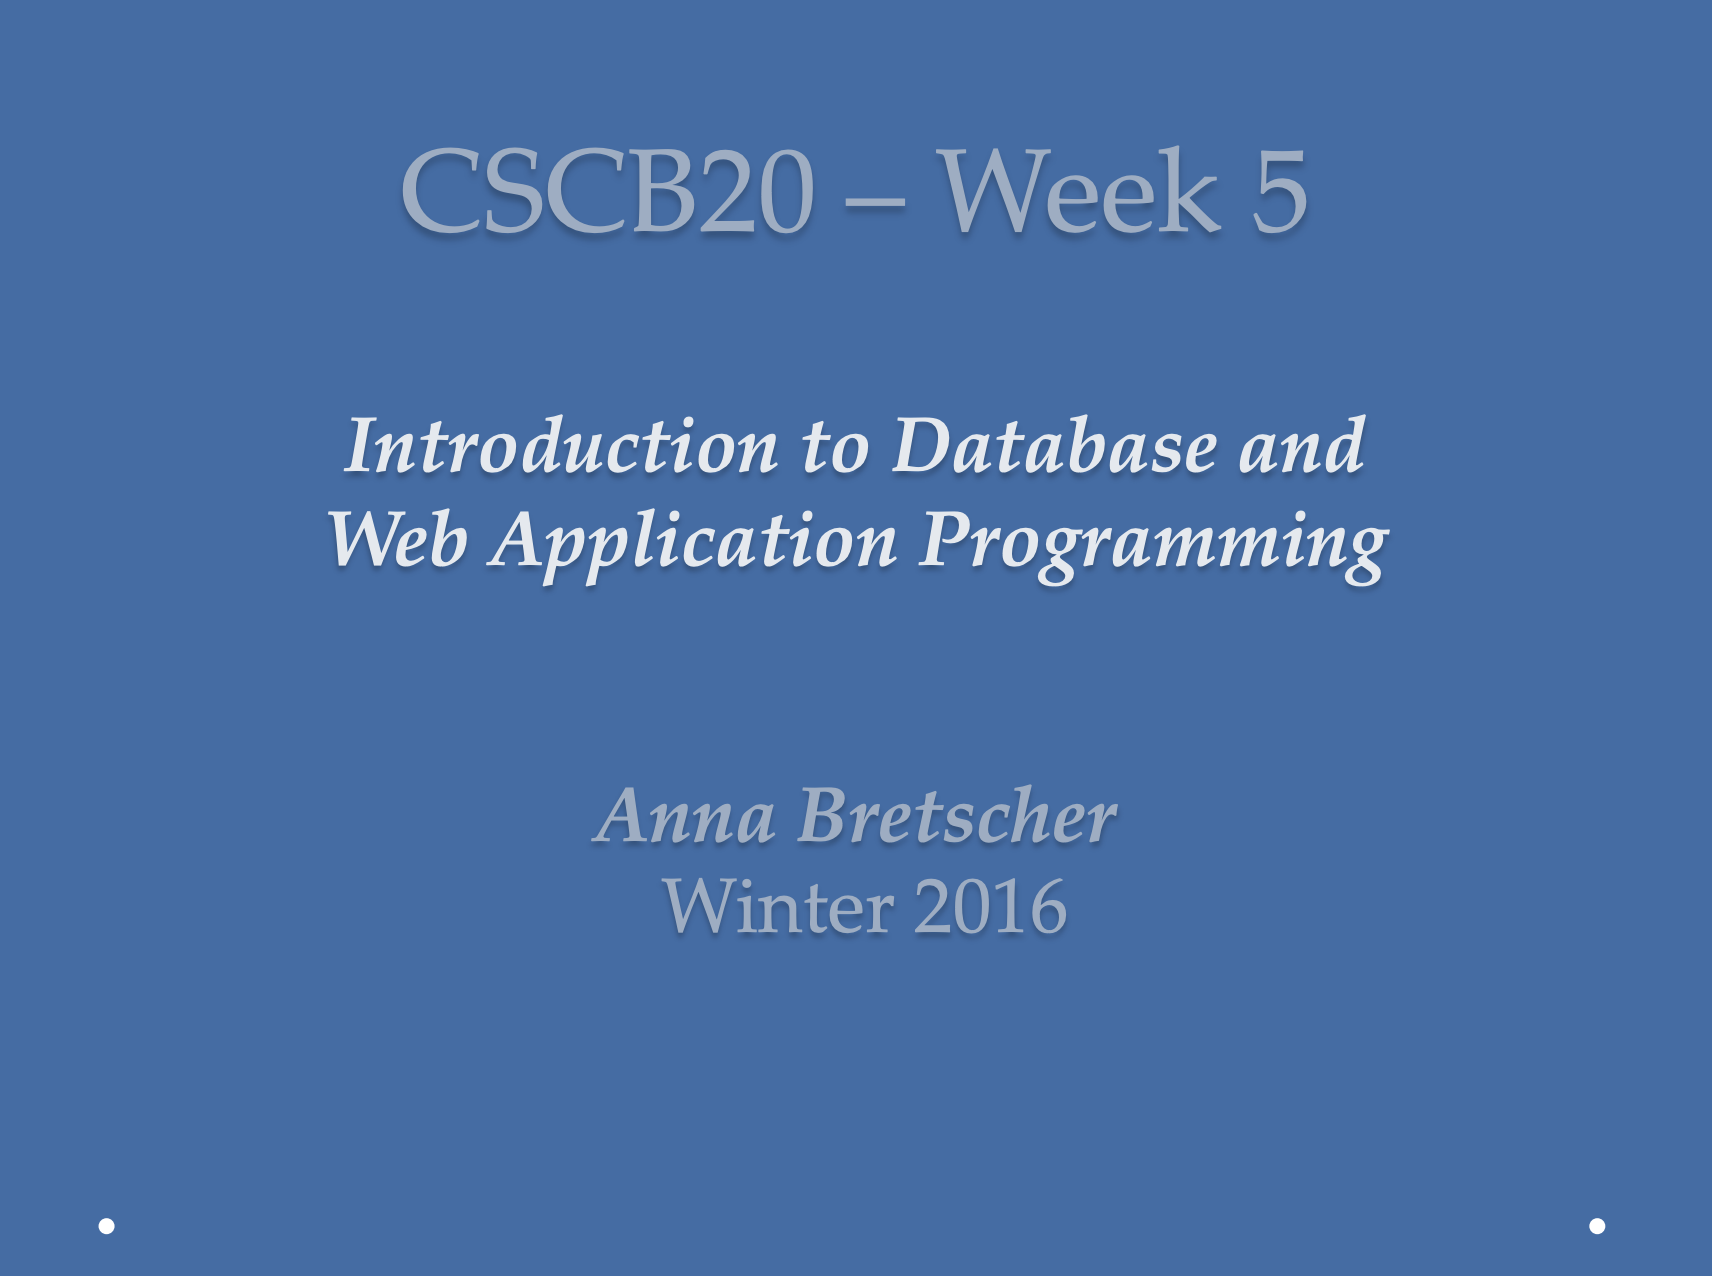 CSCB20 – Week 5
Introduction to Database and
Web Application Programming
Anna Bretscher
Winter 2016